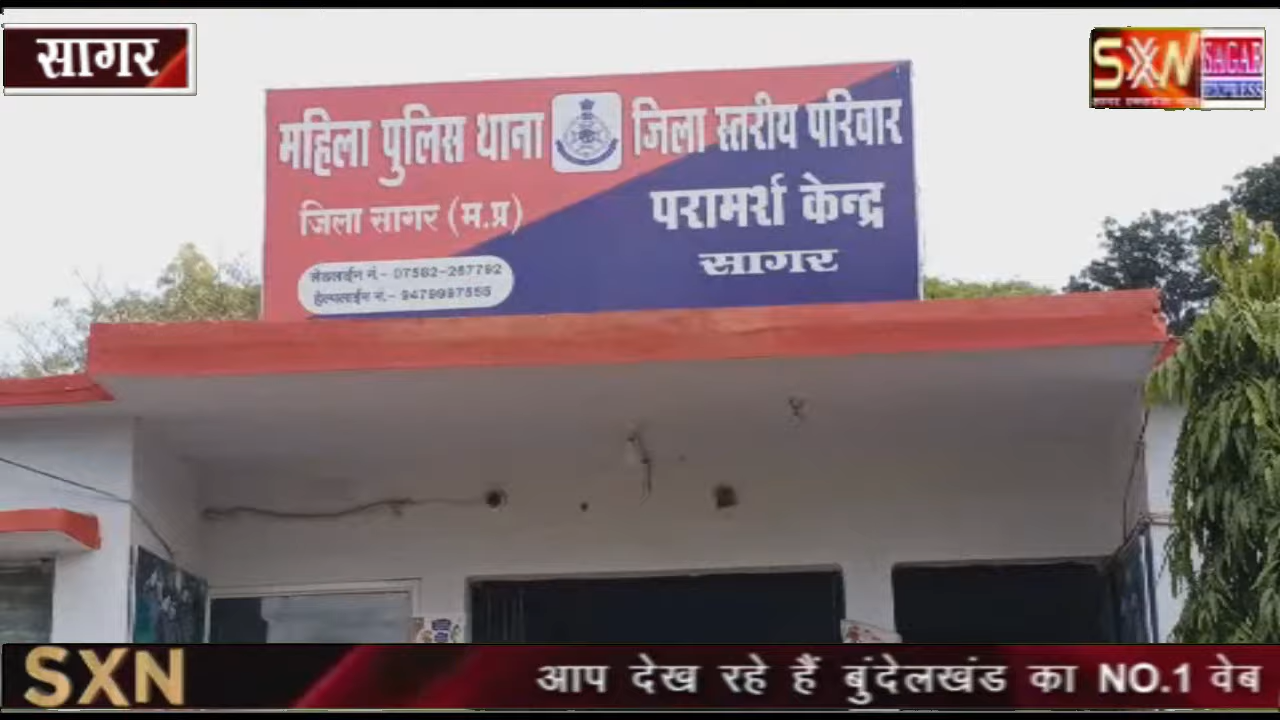 सागर
SXN
SAGAR
EXPRESS
महिला पुलिस थाना
जिला सागर (म.प्र)
लेंडलाईन नं.- 07582-267792
हेल्पलाईन नं.-
जिला स्तरीय परिवार
परामर्श केन्द्र
सागर
SXN
आप देख रहे हैं बुंदेलखंड का NO.1 वेब